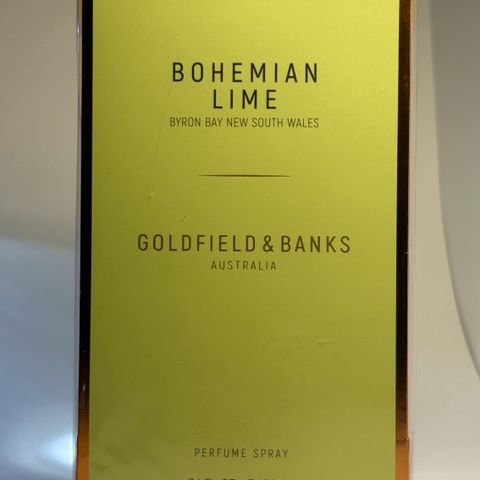 BOHEMIAN
LIME
BYRON BAY NEW SOUTH WALES
GOLDFIELD & BANKS
AUSTRALIA
PERFUME SPRAY